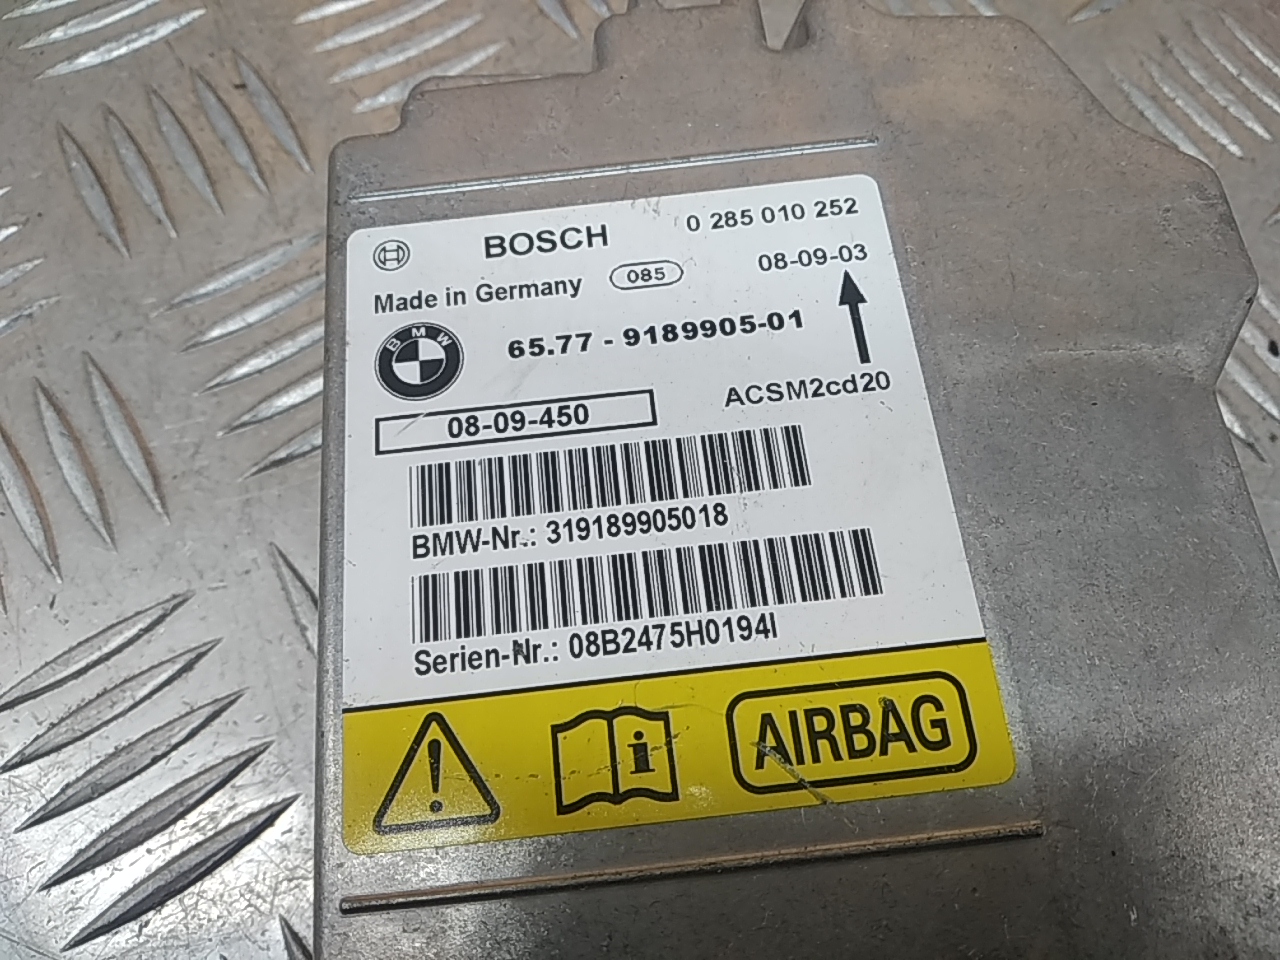 BOSCH 0 285 010 252
Made in Germany 085 08-09-03
BMW 65.77 - 9189905-01
08-09-450 ACSM2cd20
BMW-Nr.: 319189905018
Serien-Nr.: 08B2475H0194I
AIRBAG